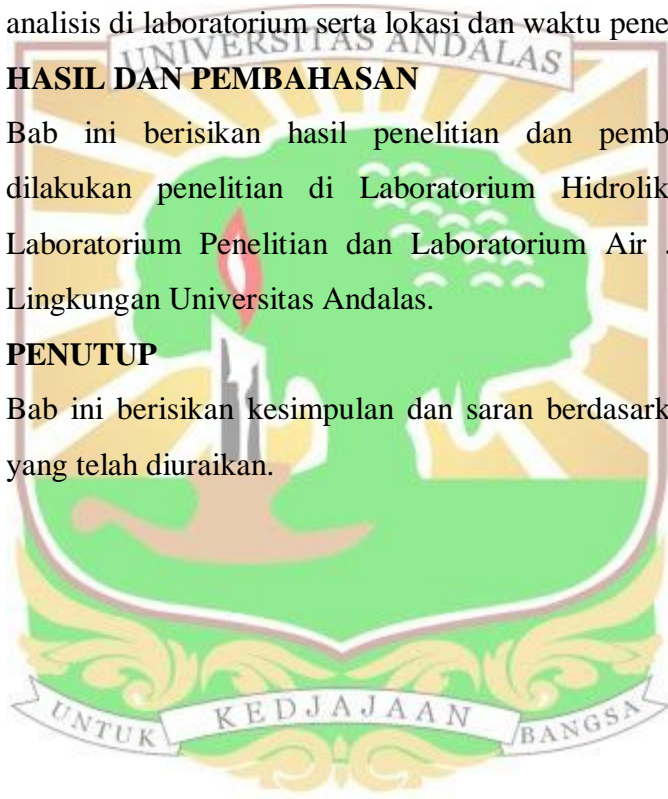 analisis di laboratorium serta lokasi dan waktu pene
UNIVERSITAS ANDALAS
HASIL DAN PEMBAHASAN
Bab ini berisikan hasil penelitian dan pemb
dilakukan penelitian di Laboratorium Hidrolik
Laboratorium Penelitian dan Laboratorium Air
Lingkungan Universitas Andalas.
PENUTUP
Bab ini berisikan kesimpulan dan saran berdasark
yang telah diuraikan.
UNTUK KEDJAJAAN BANGSA